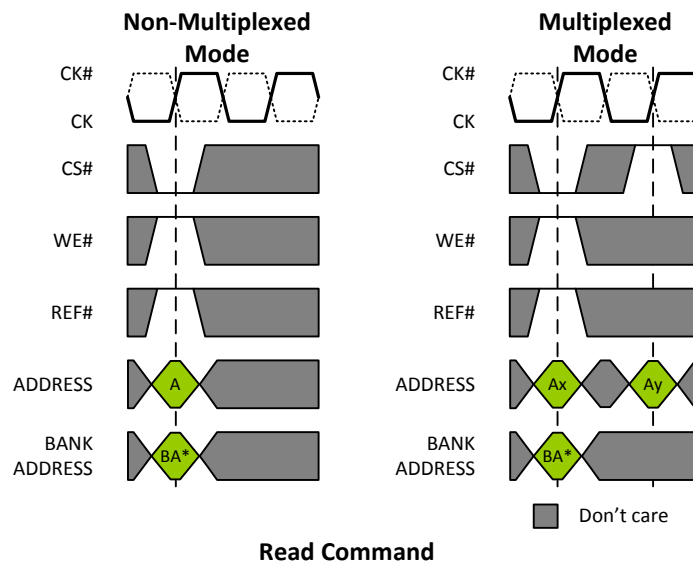 Non-Multiplexed
Mode
CK#
CK
CS#
WE#
REF#
ADDRESS
A
BANK
ADDRESS
BA*
Multiplexed
Mode
CK#
CK
CS#
WE#
REF#
ADDRESS
Ax
Ay
BANK
ADDRESS
BA*
Don't care
Read Command